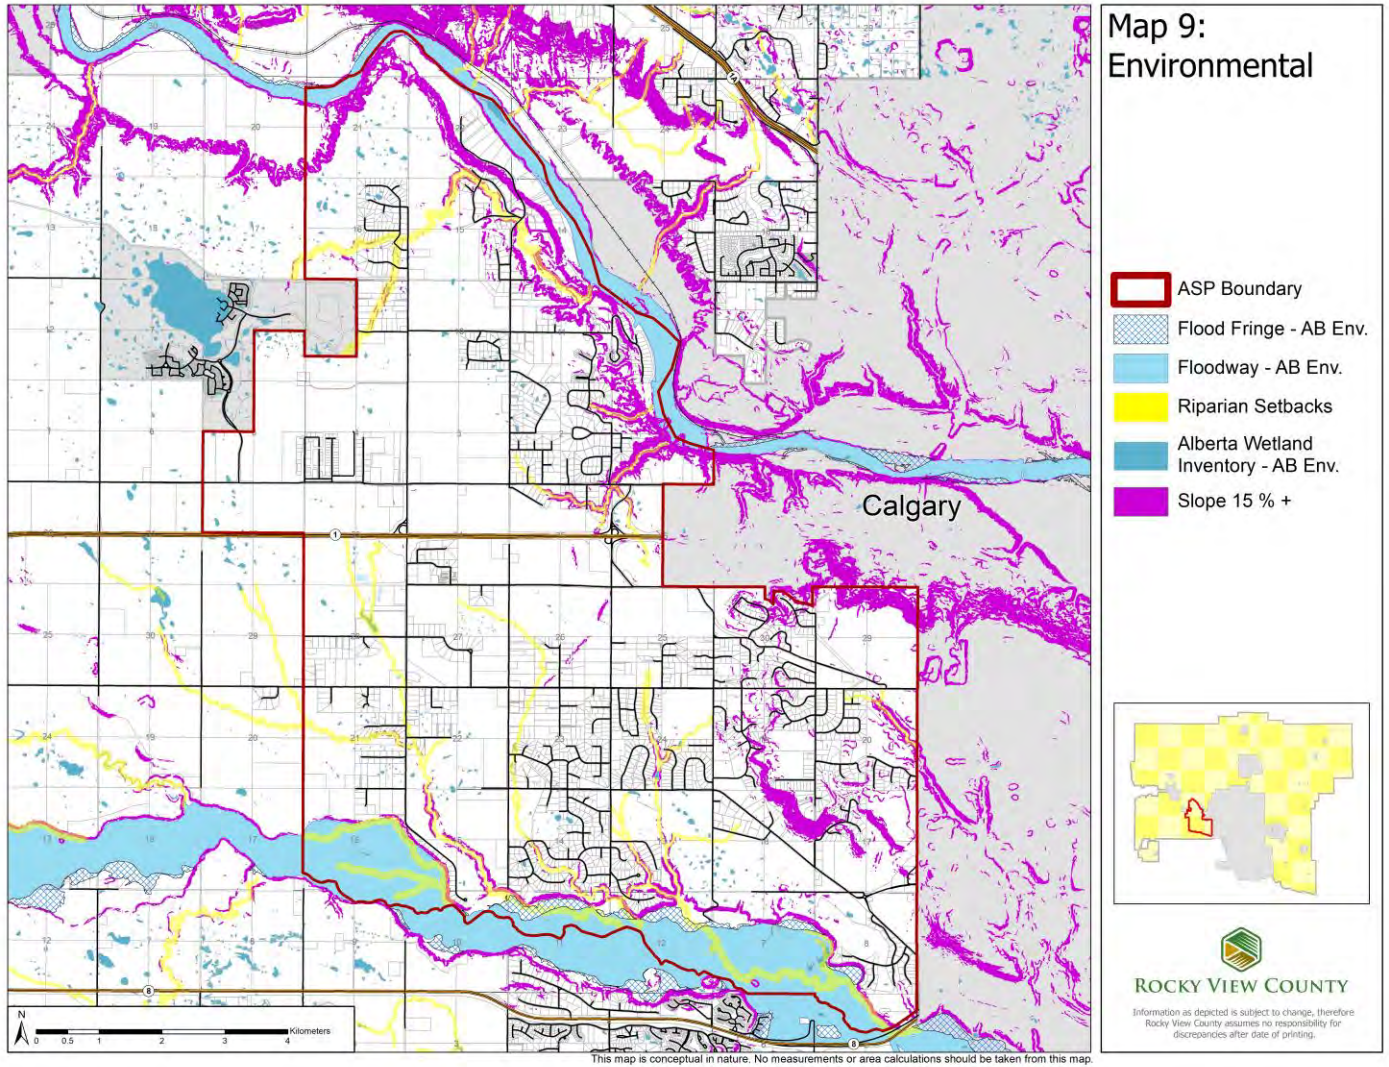 Map 9:
Environmental
ASP Boundary
Flood Fringe - AB Env.
Floodway - AB Env.
Riparian Setbacks
Alberta Wetland
Inventory - AB Env.
Slope 15 % +
Calgary
1A
1
8
8
N
0 0.5 1 2 3 4 Kilometers
ROCKY VIEW COUNTY
Information as depicted is subject to change, therefore
Rocky View County assumes no responsibility for
discrepancies after date of printing.
This map is conceptual in nature. No measurements or area calculations should be taken from this map.